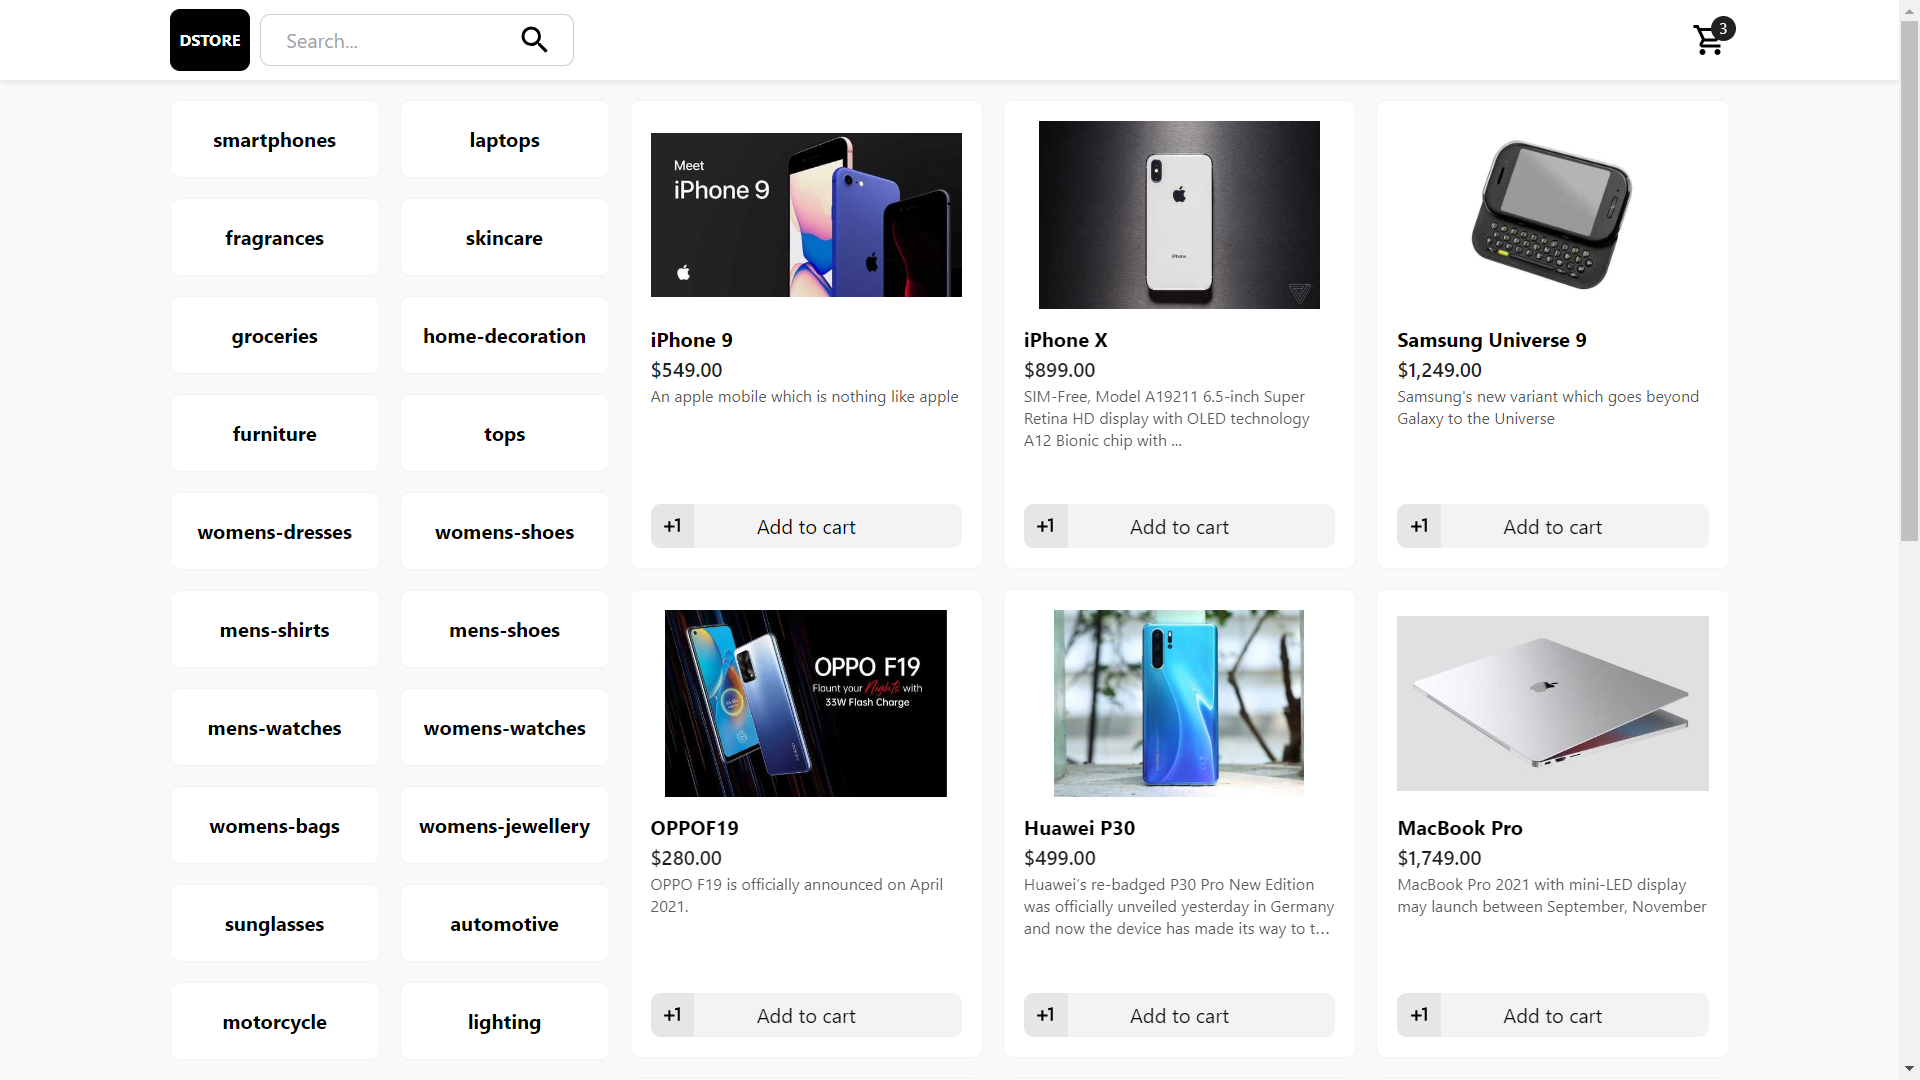 DSTORE
Search...
3
smartphones
laptops
fragrances
skincare
groceries
home-decoration
furniture
tops
womens-dresses
womens-shoes
mens-shirts
mens-shoes
mens-watches
womens-watches
womens-bags
womens-jewellery
sunglasses
automotive
motorcycle
lighting
Meet
iPhone 9
iPhone 9
$549.00
An apple mobile which is nothing like apple
+1 Add to cart
iPhone
iPhone X
$899.00
SIM-Free, Model A19211 6.5-inch Super
Retina HD display with OLED technology
A12 Bionic chip with ...
+1 Add to cart
Samsung Universe 9
$1,249.00
Samsung's new variant which goes beyond
Galaxy to the Universe
+1 Add to cart
OPPO F19
Flaunt your Nights with
33W Flash Charge
OPPOF19
$280.00
OPPO F19 is officially announced on April
2021.
+1 Add to cart
Huawei P30
$499.00
Huawei’s re-badged P30 Pro New Edition
was officially unveiled yesterday in Germany
and now the device has made its way to t...
+1 Add to cart
MacBook Pro
$1,749.00
MacBook Pro 2021 with mini-LED display
may launch between September, November
+1 Add to cart